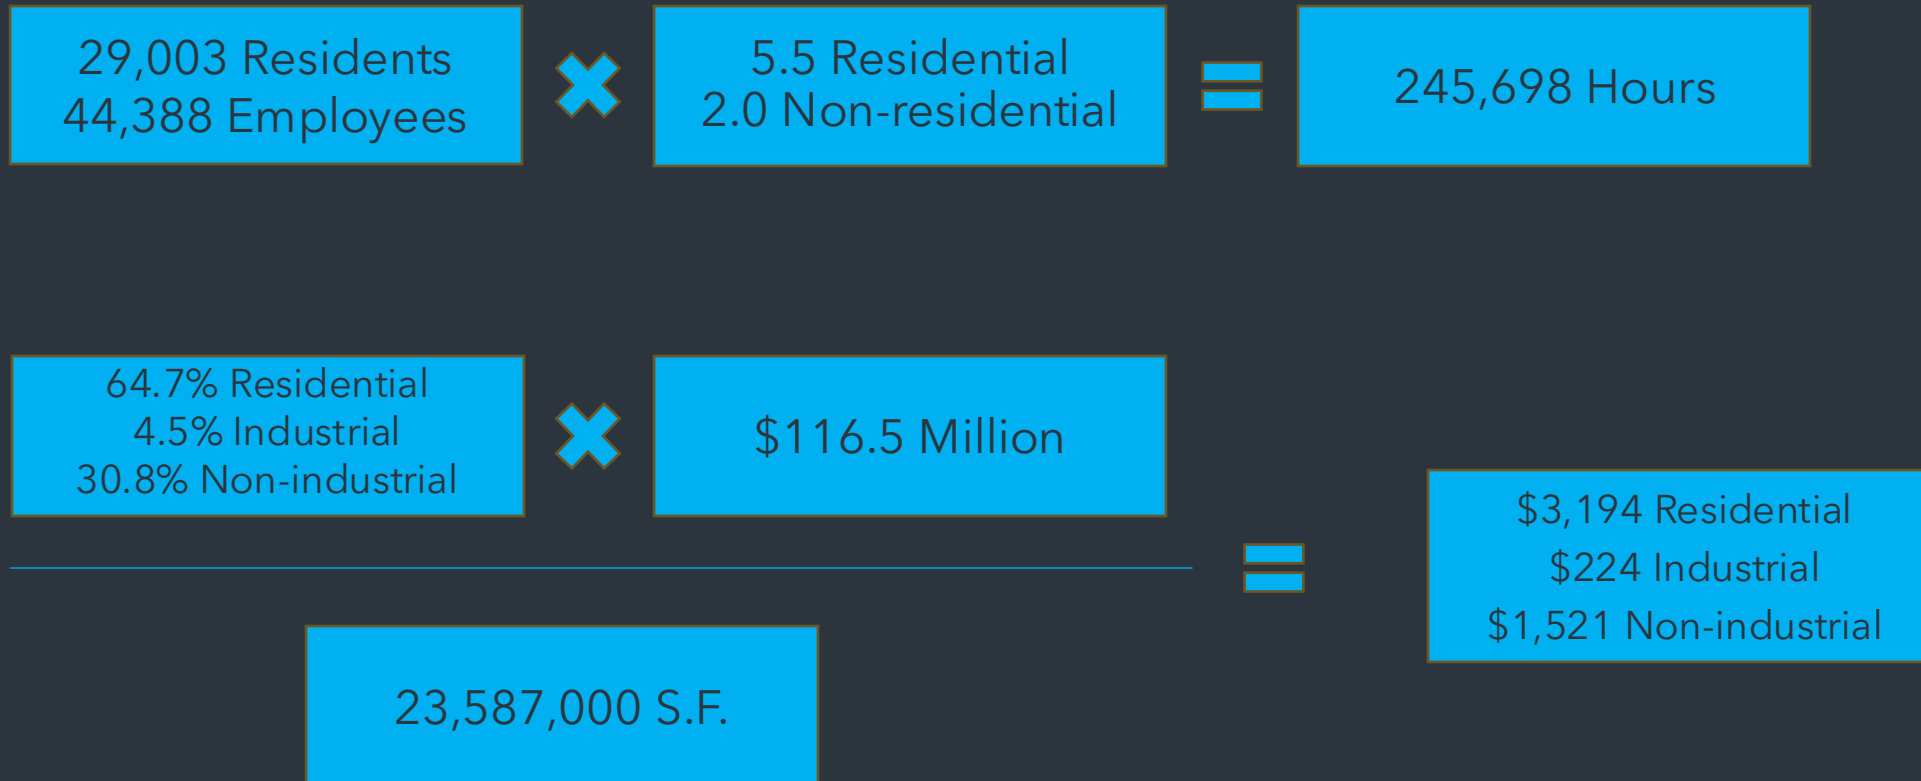 29,003 Residents
44,388 Employees
5.5 Residential
2.0 Non-residential
245,698 Hours
64.7% Residential
4.5% Industrial
30.8% Non-industrial
$116.5 Million
$3,194 Residential
$224 Industrial
$1,521 Non-industrial
23,587,000 S.F.